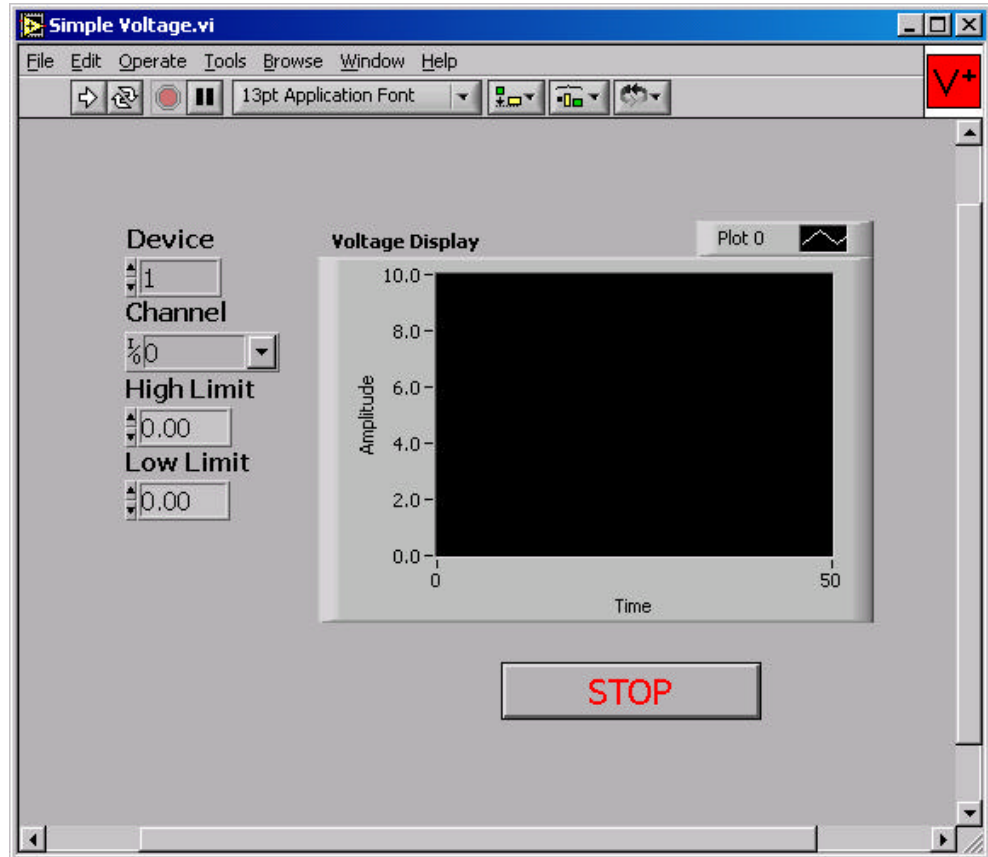 Simple Voltage.vi
File Edit Operate Tools Browse Window Help
13pt Application Font
V+
Device
1
Channel
I/O 0
High Limit
0.00
Low Limit
0.00
Voltage Display
Plot 0
10.0
8.0
6.0
4.0
2.0
0.0
Amplitude
0 50
Time
STOP